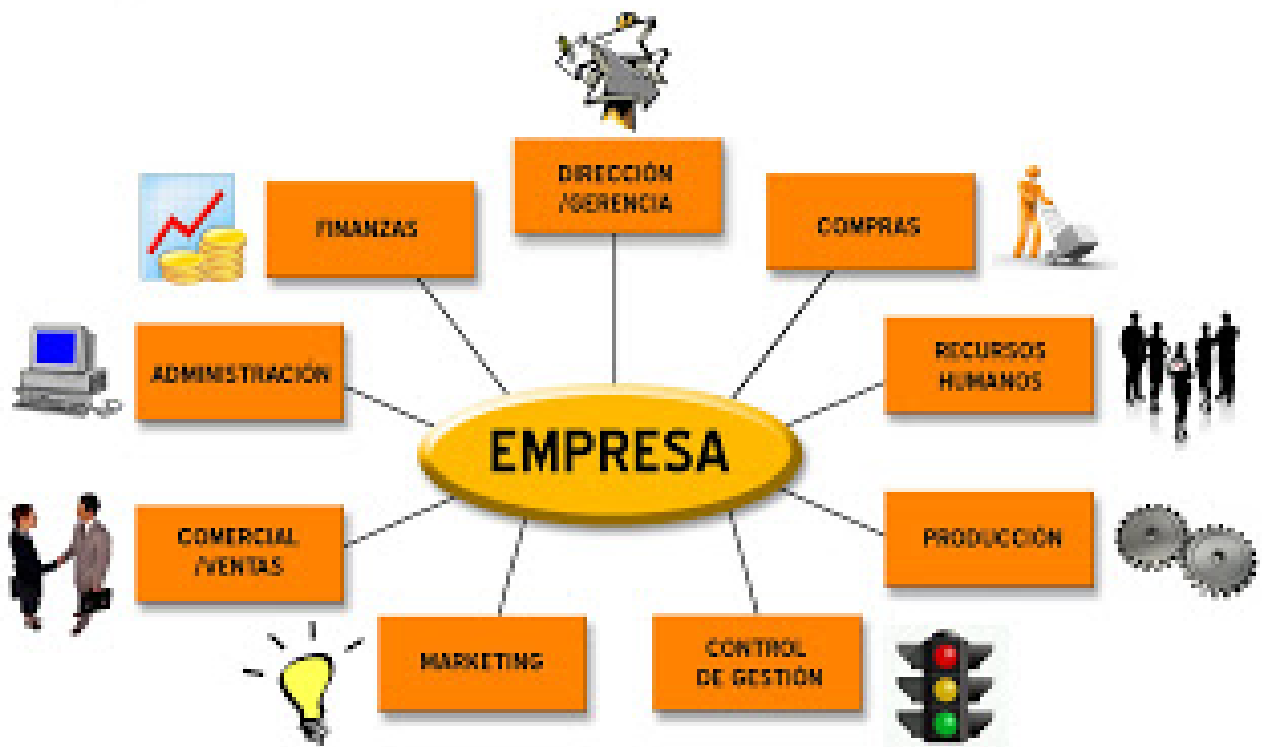 DIRECCIÓN
/GERENCIA
FINANZAS
COMPRAS
ADMINISTRACIÓN
RECURSOS
HUMANOS
EMPRESA
COMERCIAL
/VENTAS
PRODUCCIÓN
MARKETING
CONTROL
DE GESTIÓN